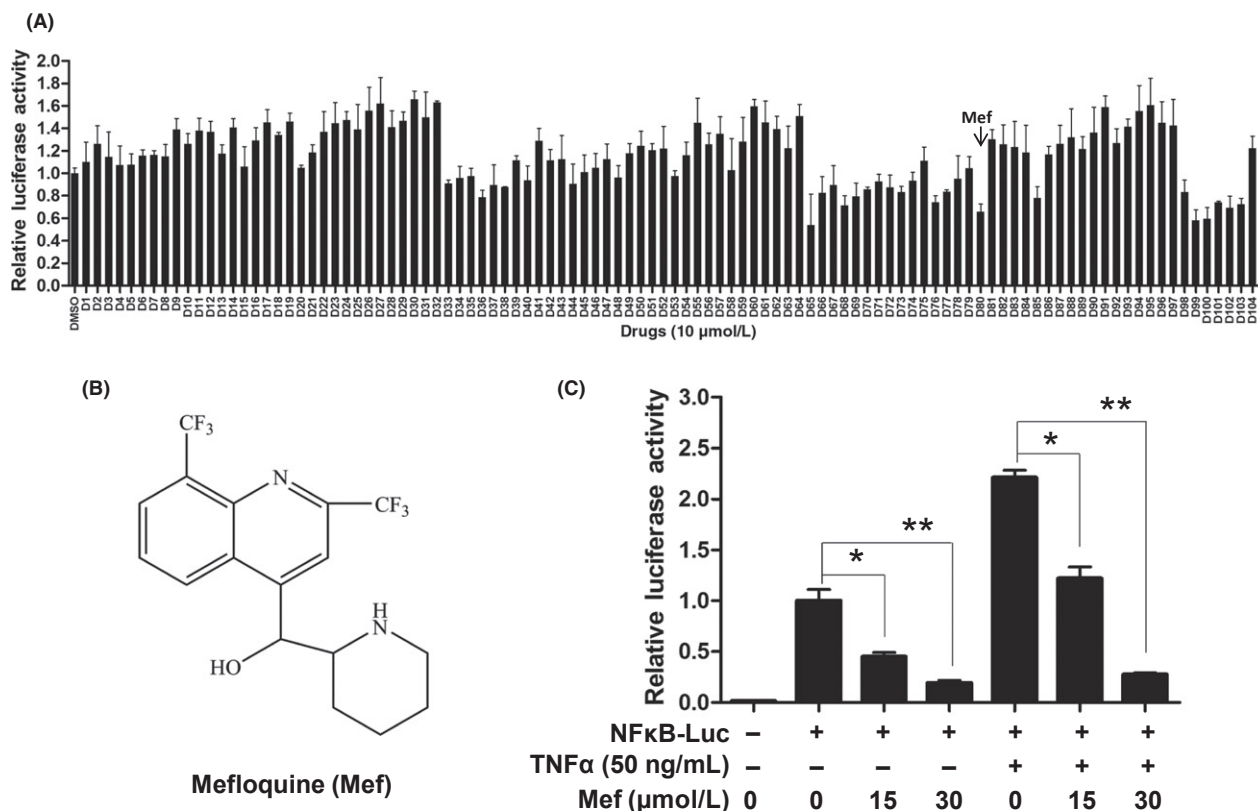 (A)
Relative luciferase activity
2.0
1.8
1.6
1.4
1.2
1.0
0.8
0.6
0.4
0.2
0.0
Mef
DMSO D1 D2 D3 D4 D5 D6 D7 D8 D9 D10 D11 D12 D13 D14 D15 D16 D17 D18 D19 D20 D21 D22 D23 D24 D25 D26 D27 D28 D29 D30 D31 D32 D33 D34 D35 D36 D37 D38 D39 D40 D41 D42 D43 D44 D45 D46 D47 D48 D49 D50 D51 D52 D53 D54 D55 D56 D57 D58 D59 D60 D61 D62 D63 D64 D65 D66 D67 D68 D69 D70 D71 D72 D73 D74 D75 D76 D77 D78 D79 D80 D81 D82 D83 D84 D85 D86 D87 D88 D89 D90 D91 D92 D93 D94 D95 D96 D97 D98 D99 D100 D101 D102 D103 D104
Drugs (10 µmol/L)
(B)
CF3
N
CF3
H
N
HO
Mefloquine (Mef)
(C)
Relative luciferase activity
3.0
2.5
2.0
1.5
1.0
0.5
0.0
* ** * **
NFκB-Luc – + + + + + +
TNFα (50 ng/mL) – – – – + + +
Mef (µmol/L) 0 0 15 30 0 15 30